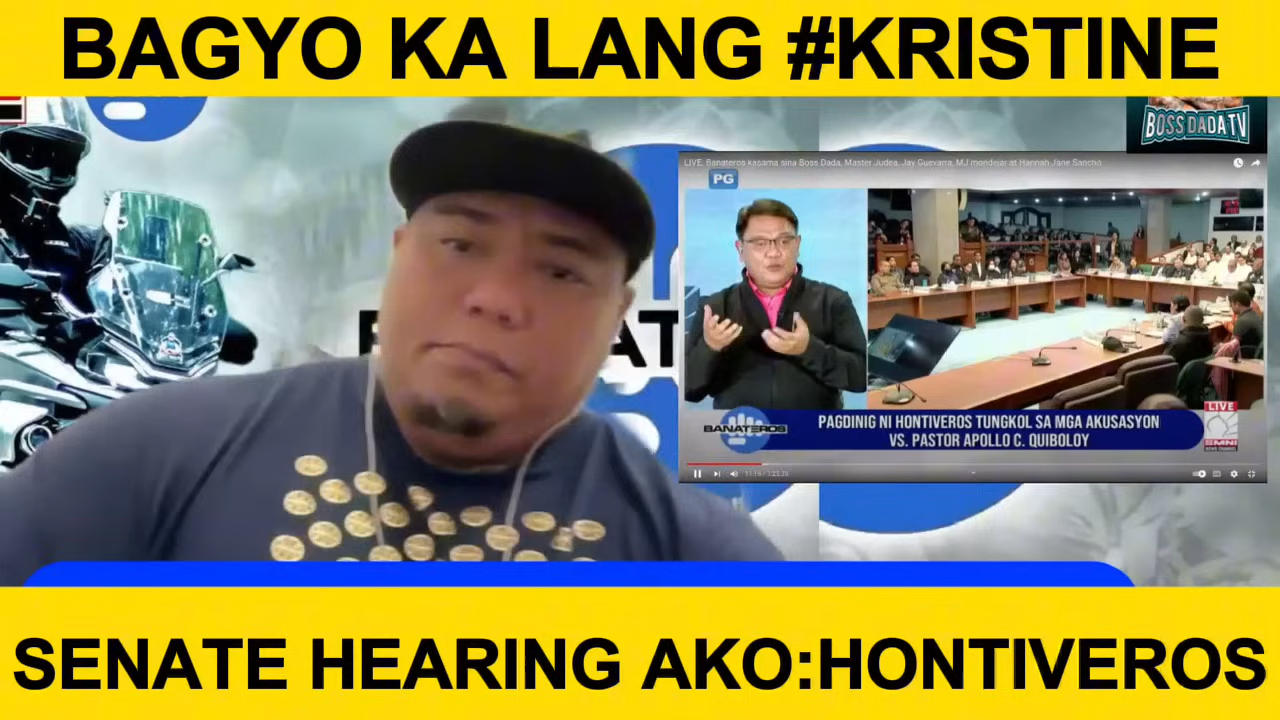 BAGYO KA LANG #KRISTINE
BOSS DADA TV
LIVE: Banateros kasama sina Boss Dada, Master Judea, Jay Guevarra, MJ mondejar at Hannah Jane Sancho
PG
BANATEROS
PAGDINIG NI HONTIVEROS TUNGKOL SA MGA AKUSASYON
VS. PASTOR APOLLO C. QUIBOLOY
LIVE
SMNI
NEWS CHANNEL
SENATE HEARING AKO:HONTIVEROS